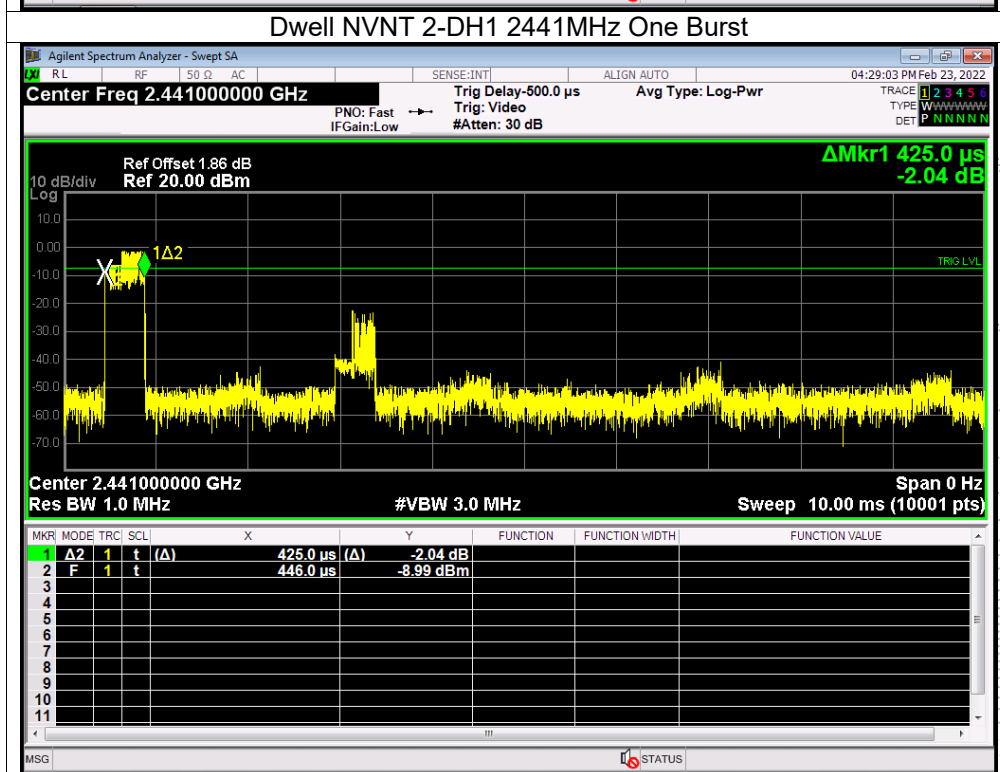 Dwell NVNT 2-DH1 2441MHz One Burst
Agilent Spectrum Analyzer - Swept SA
LXI RL RF 50 Ω AC SENSE:INT ALIGN AUTO 04:29:03 PM Feb 23, 2022
Center Freq 2.441000000 GHz
PNO: Fast
IFGain:Low
Trig Delay-500.0 µs
Trig: Video
#Atten: 30 dB
Avg Type: Log-Pwr
TRACE 1 2 3 4 5 6
TYPE WWWWWW
DET P N N N N N
ΔMkr1 425.0 µs
-2.04 dB
Ref Offset 1.86 dB
10 dB/div Ref 20.00 dBm
Log
10.0
0.00
1Δ2
TRIG LVL
-10.0
-20.0
-30.0
-40.0
-50.0
-60.0
-70.0
Center 2.441000000 GHz Span 0 Hz
Res BW 1.0 MHz #VBW 3.0 MHz Sweep 10.00 ms (10001 pts)
MKR MODE TRC SCL X Y FUNCTION FUNCTION WIDTH FUNCTION VALUE
1 Δ2 1 t (Δ) 425.0 µs (Δ) -2.04 dB
2 F 1 t 446.0 µs -8.99 dBm
3
4
5
6
7
8
9
10
11
MSG STATUS